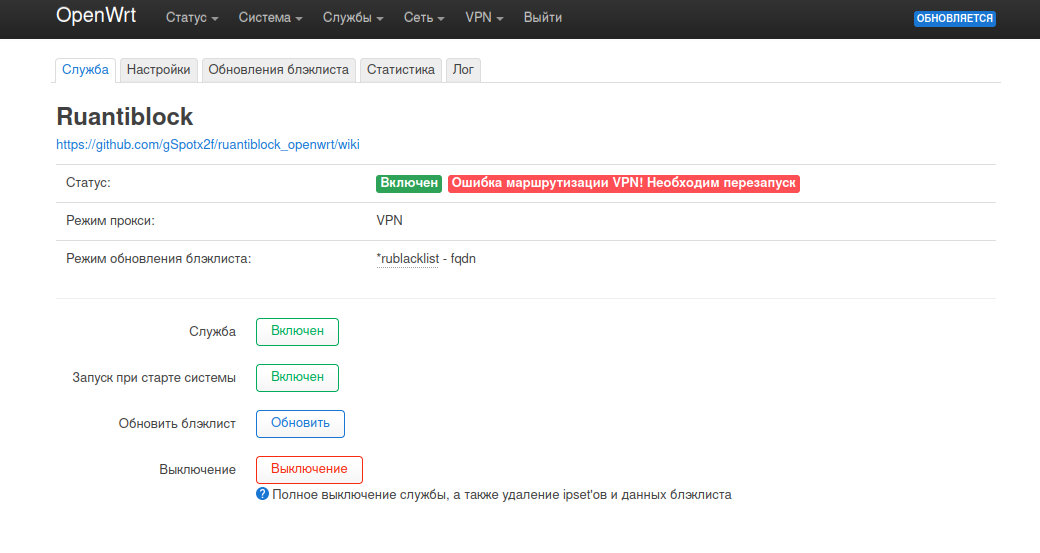 OpenWrt Статус Система Службы Сеть VPN Выйти ОБНОВЛЯЕТСЯ
Служба Настройки Обновления блэклиста Статистика Лог
Ruantiblock
https://github.com/gSpotx2f/ruantiblock_openwrt/wiki
Статус: Включен Ошибка маршрутизации VPN! Необходим перезапуск
Режим прокси: VPN
Режим обновления блэклиста: *rublacklist - fqdn
Служба Включен
Запуск при старте системы Включен
Обновить блэклист Обновить
Выключение Выключение
? Полное выключение службы, а также удаление ipset'ов и данных блэклиста